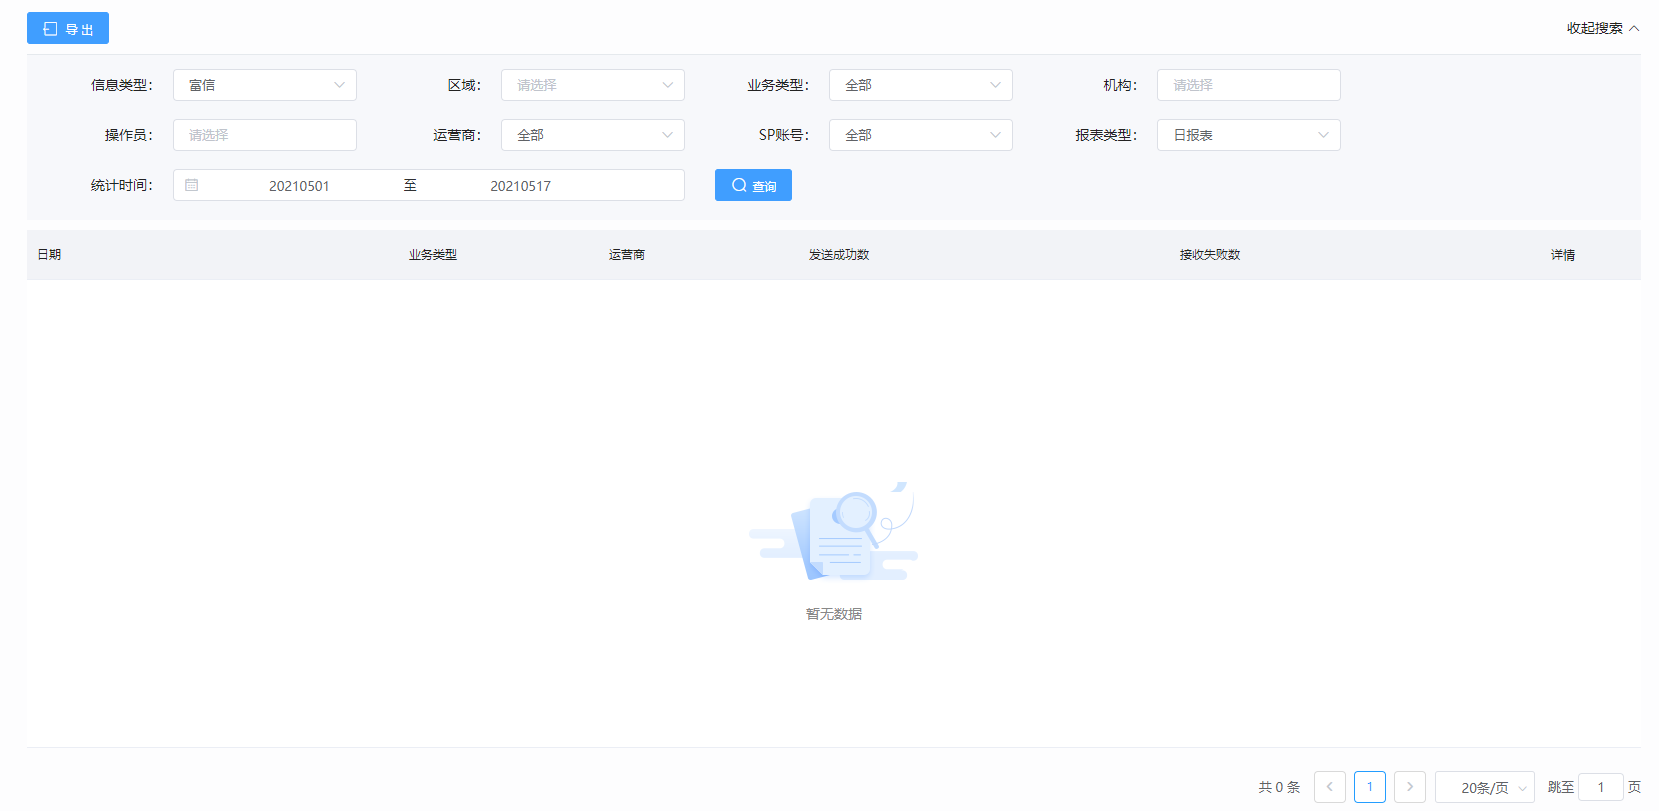 导出
收起搜索
信息类型： 富信 区域： 请选择 业务类型： 全部 机构： 请选择
操作员： 请选择 运营商： 全部 SP账号： 全部 报表类型： 日报表
统计时间： 20210501 至 20210517 查询
日期 业务类型 运营商 发送成功数 接收失败数 详情
暂无数据
共 0 条 1 20条/页 跳至 1 页